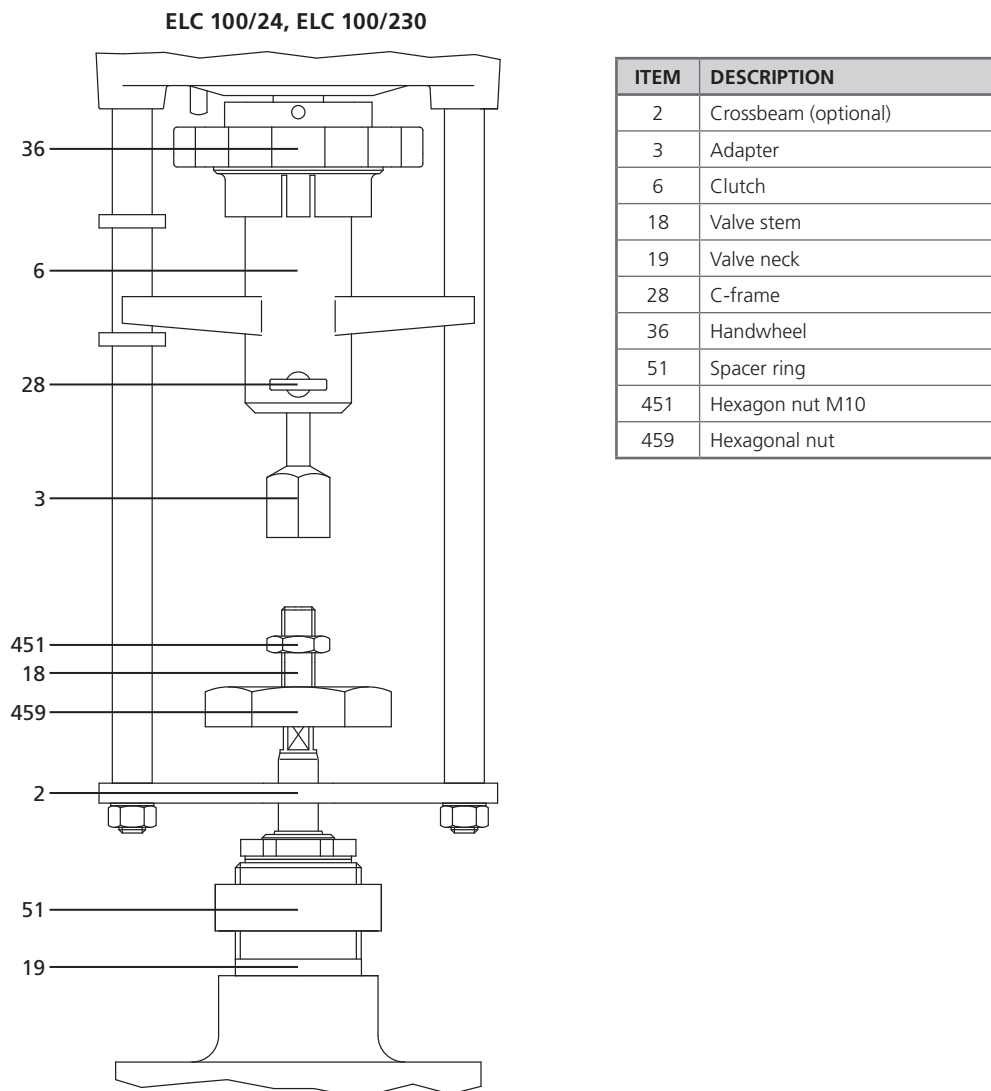 ELC 100/24, ELC 100/230
36
6
28
3
451
18
459
2
51
19
ITEM DESCRIPTION
2 Crossbeam (optional)
3 Adapter
6 Clutch
18 Valve stem
19 Valve neck
28 C-frame
36 Handwheel
51 Spacer ring
451 Hexagon nut M10
459 Hexagonal nut